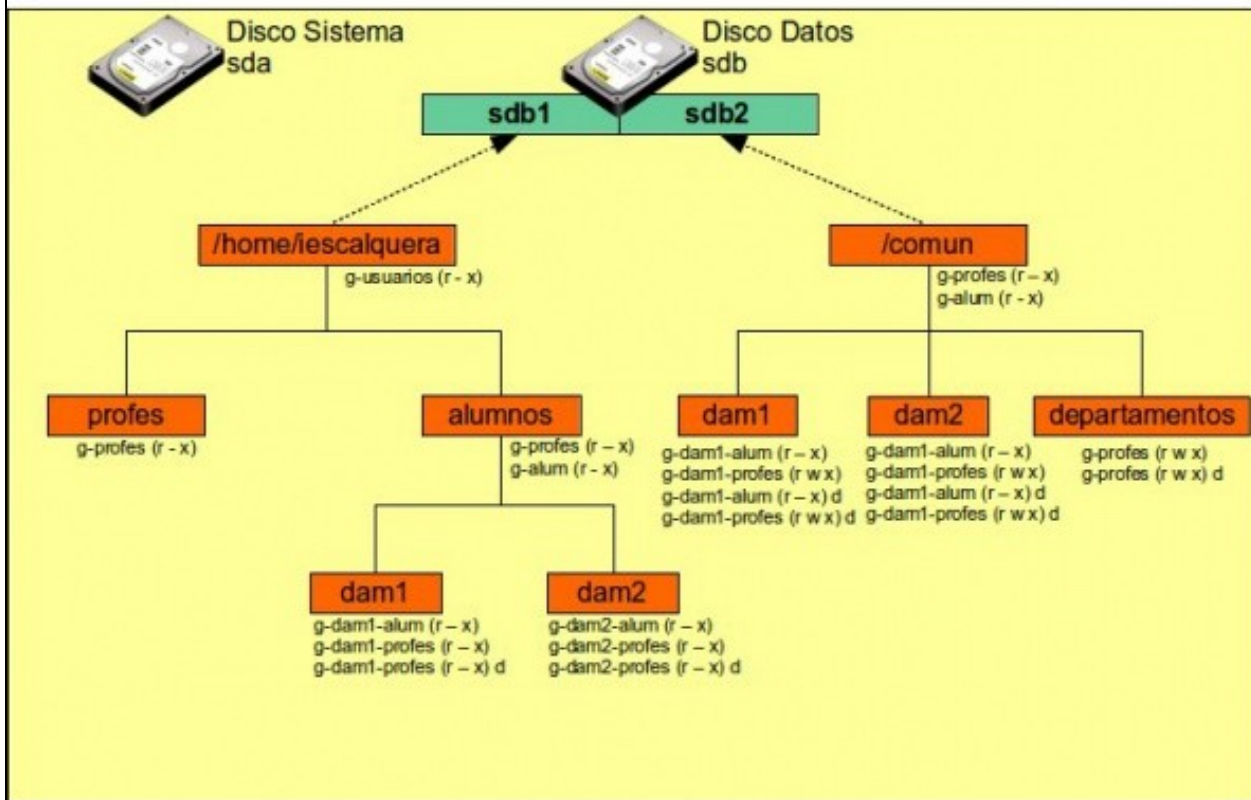 Disco Sistema
sda
Disco Datos
sdb
sdb1
sdb2
/home/iescalquera
g-usuarios (r - x)
/comun
g-profes (r – x)
g-alum (r - x)
profes
g-profes (r - x)
alumnos
g-profes (r – x)
g-alum (r - x)
dam1
g-dam1-alum (r – x)
g-dam1-profes (r w x)
g-dam1-alum (r – x) d
g-dam1-profes (r w x) d
dam2
g-dam1-alum (r – x)
g-dam1-profes (r w x)
g-dam1-alum (r – x) d
g-dam1-profes (r w x) d
departamentos
g-profes (r w x)
g-profes (r w x) d
dam1
g-dam1-alum (r – x)
g-dam1-profes (r – x)
g-dam1-profes (r – x) d
dam2
g-dam2-alum (r – x)
g-dam2-profes (r – x)
g-dam2-profes (r – x) d